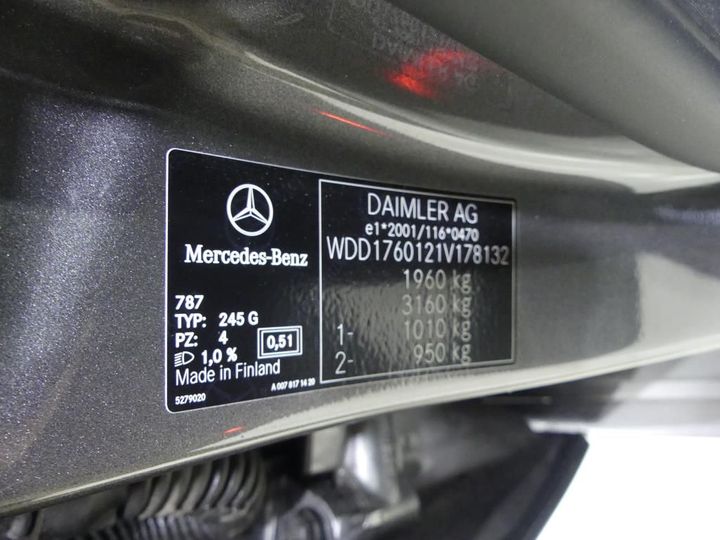 Mercedes-Benz
787
TYP: 245 G
PZ: 4
1,0 % 0,51
Made in Finland
5279020
A 007 817 14 20
DAIMLER AG
e1*2001/116*0470
WDD1760121V178132
1960 kg
3160 kg
1- 1010 kg
2- 950 kg